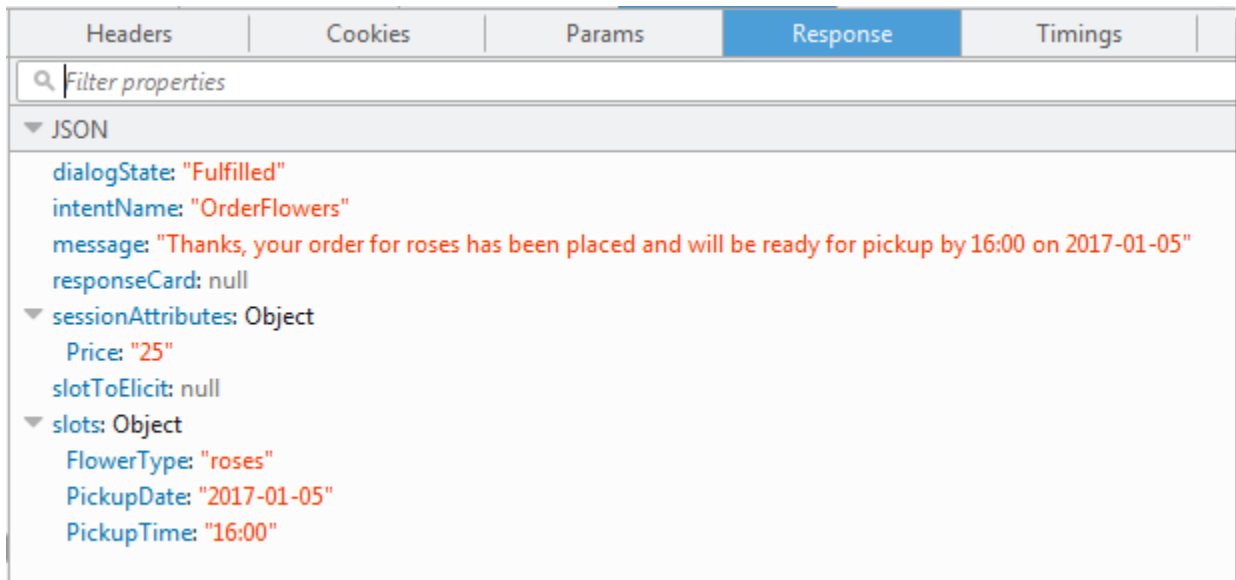 Headers Cookies Params Response Timings
Filter properties
JSON
dialogState: "Fulfilled"
intentName: "OrderFlowers"
message: "Thanks, your order for roses has been placed and will be ready for pickup by 16:00 on 2017-01-05"
responseCard: null
sessionAttributes: Object
Price: "25"
slotToElicit: null
slots: Object
FlowerType: "roses"
PickupDate: "2017-01-05"
PickupTime: "16:00"